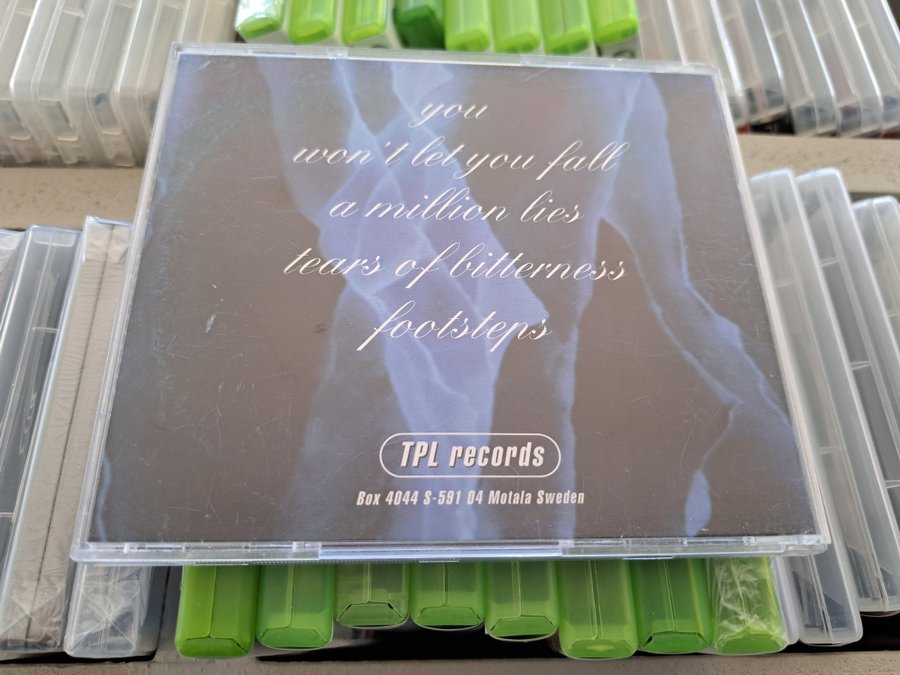 you
won't let you fall
a million lies
tears of bitterness
footsteps
TPL records
Box 4044 S-591 04 Motala Sweden